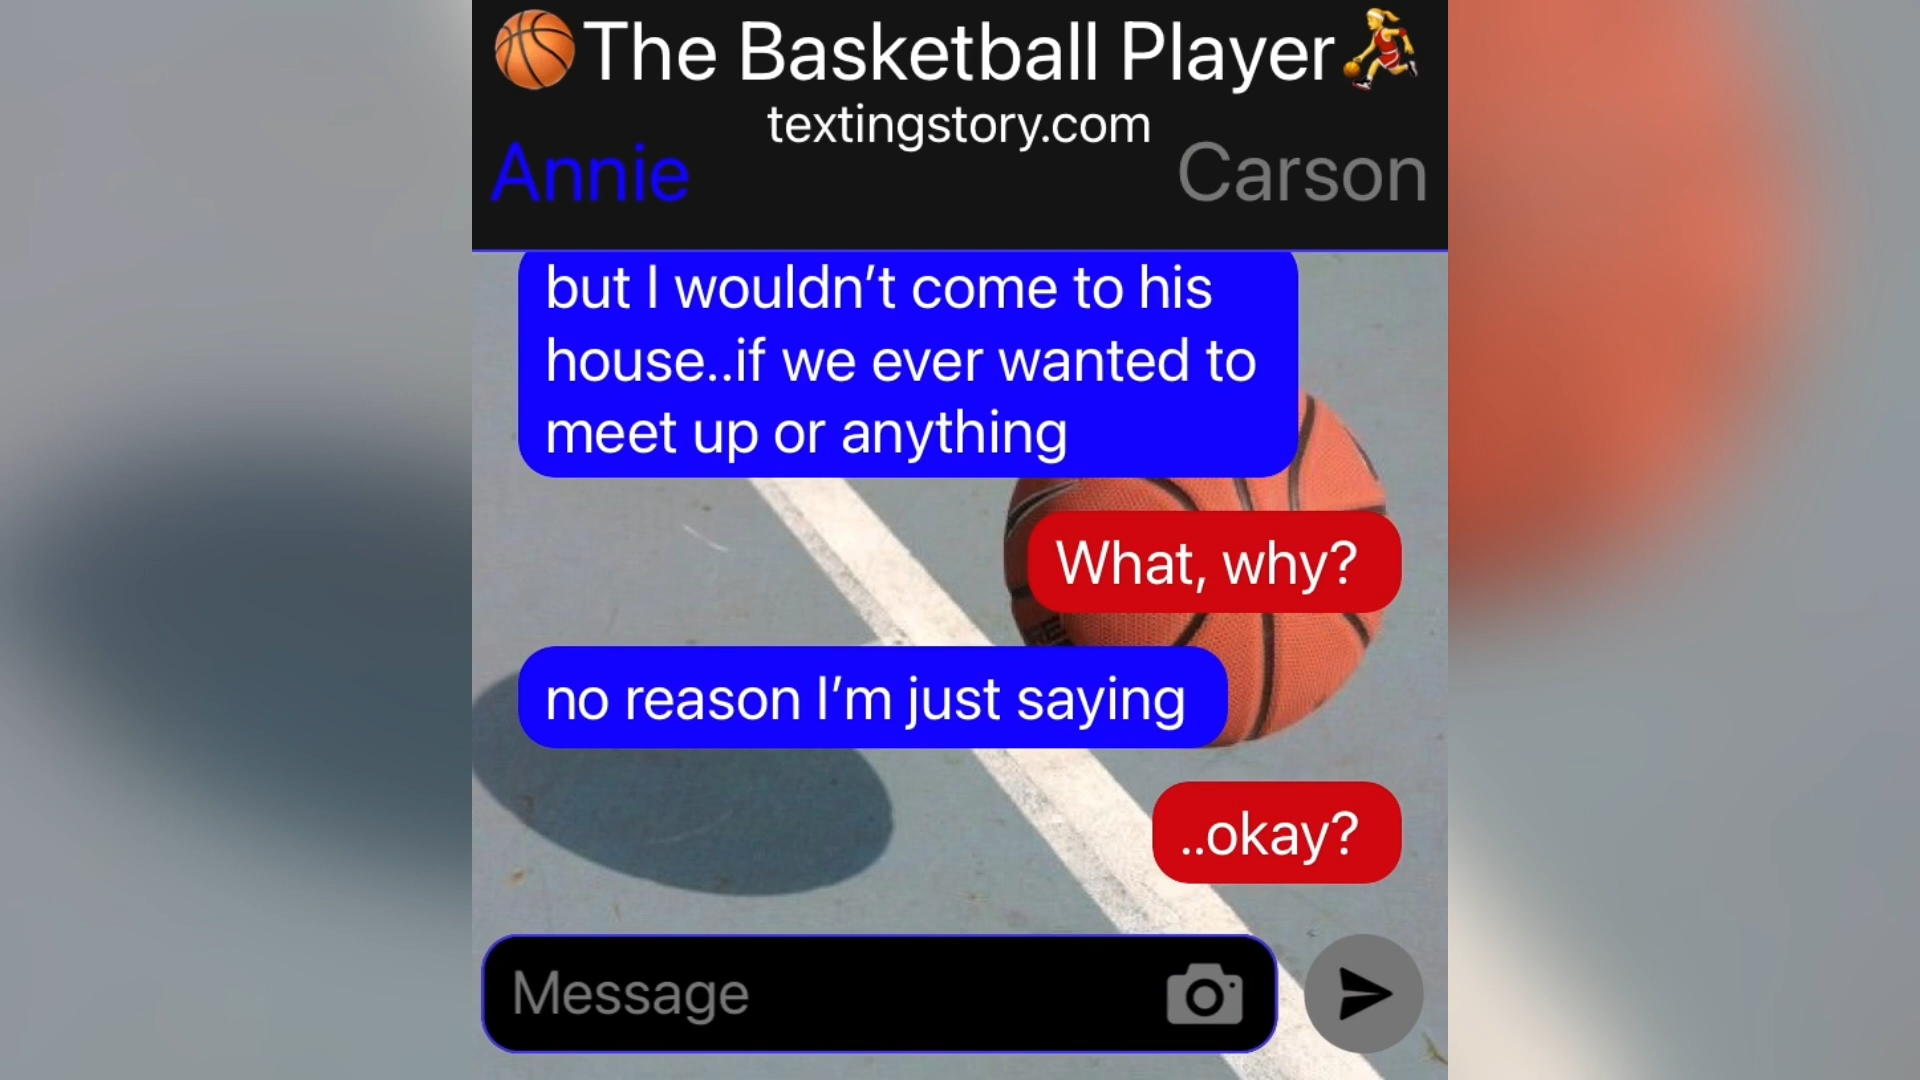 The Basketball Player
textingstory.com
Annie
Carson
but I wouldn’t come to his
house..if we ever wanted to
meet up or anything
What, why?
no reason I’m just saying
..okay?
Message